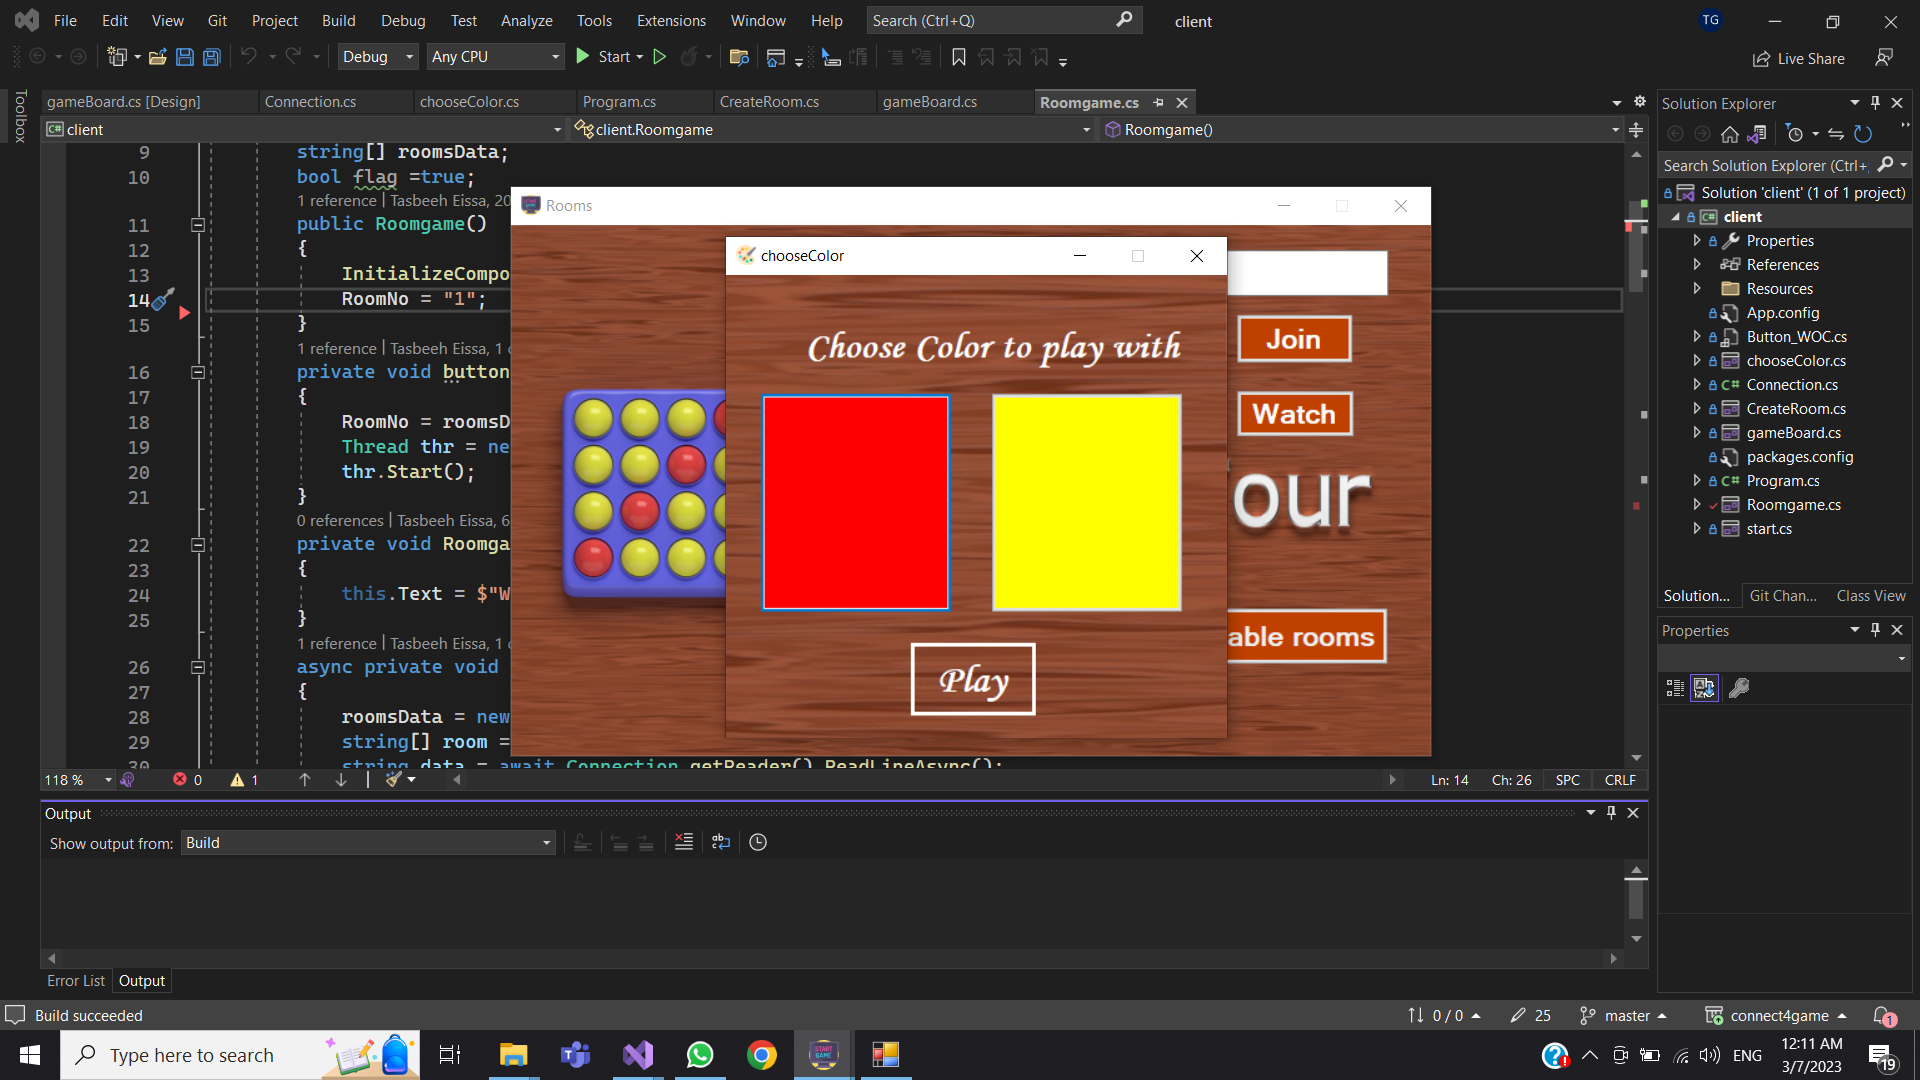 File Edit View Git Project Build Debug Test Analyze Tools Extensions Window Help Search (Ctrl+Q) client TG
Debug Any CPU Start Live Share
Toolbox
gameBoard.cs [Design] Connection.cs chooseColor.cs Program.cs CreateRoom.cs gameBoard.cs Roomgame.cs
client client.Roomgame Roomgame()
9 string[] roomsData;
10 bool flag =true;
1 reference | Tasbeeh Eissa, 20
11 public Roomgame()
12 {
13 InitializeCompo
14 RoomNo = "1";
15 }
1 reference | Tasbeeh Eissa, 1
16 private void button
17 {
18 RoomNo = roomsD
19 Thread thr = ne
20 thr.Start();
21 }
0 references | Tasbeeh Eissa, 6
22 private void Roomga
23 {
24 this.Text = $"W
25 }
1 reference | Tasbeeh Eissa, 1
26 async private void
27 {
28 roomsData = new
29 string[] room =
30 string data = await Connection.getReader().ReadLineAsync();
118 % 0 1 Ln: 14 Ch: 26 SPC CRLF
Rooms
Join
Watch
our
able rooms
chooseColor
Choose Color to play with
Play
Output
Show output from: Build
Error List Output
Solution Explorer
Search Solution Explorer (Ctrl+
Solution 'client' (1 of 1 project)
client
Properties
References
Resources
App.config
Button_WOC.cs
chooseColor.cs
Connection.cs
CreateRoom.cs
gameBoard.cs
packages.config
Program.cs
Roomgame.cs
start.cs
Solution... Git Chan... Class View
Properties
Build succeeded 0 / 0 25 master connect4game 1
Type here to search START GAME ENG 12:11 AM 3/7/2023 19